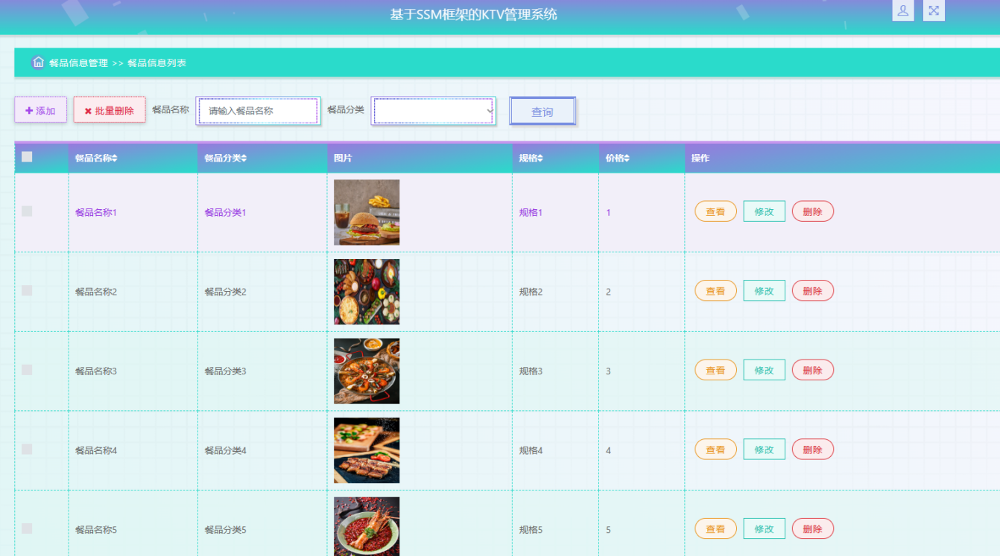 基于SSM框架的KTV管理系统
餐品信息管理 >> 餐品信息列表
添加 批量删除 餐品名称 请输入餐品名称 餐品分类 查询
餐品名称 餐品分类 图片 规格 价格 操作
餐品名称1 餐品分类1 规格1 1 查看 修改 删除
餐品名称2 餐品分类2 规格2 2 查看 修改 删除
餐品名称3 餐品分类3 规格3 3 查看 修改 删除
餐品名称4 餐品分类4 规格4 4 查看 修改 删除
餐品名称5 餐品分类5 规格5 5 查看 修改 删除